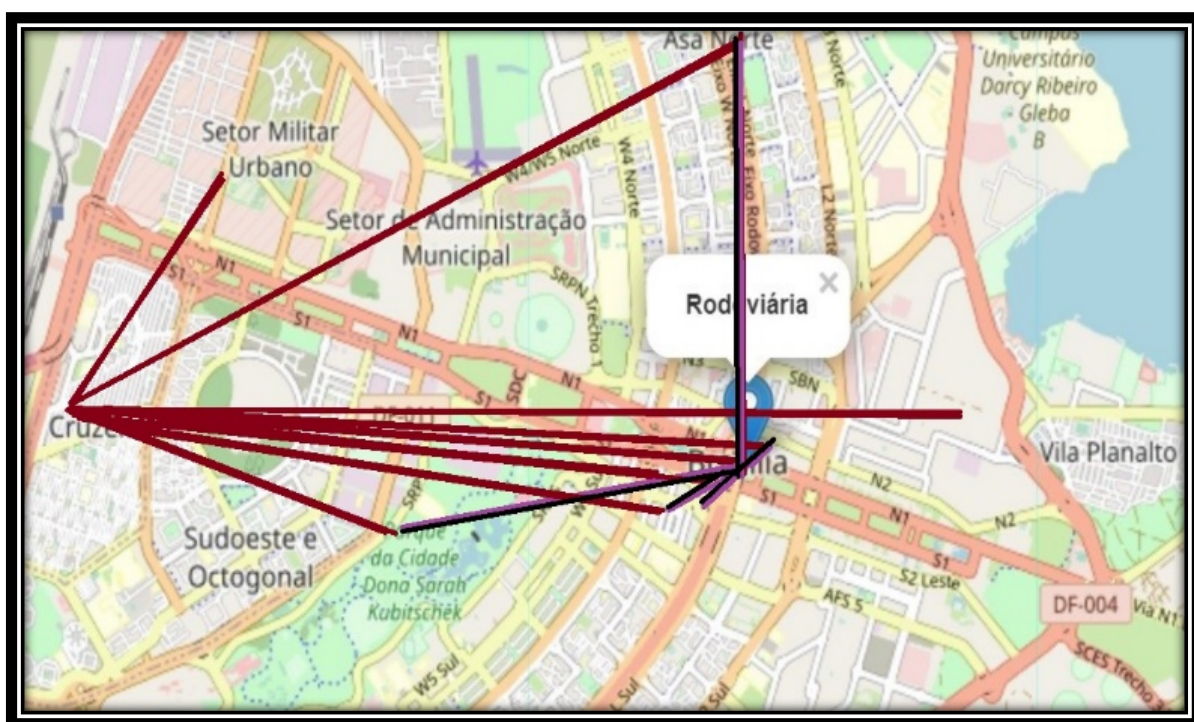 Asa Norte
Campus
Universitário
Darcy Ribeiro
- Gleba
B
Setor Militar
Urbano
W4/W5 Norte
W4 Norte
L2 Norte
Setor de Administração
Municipal
N1
S1
S1
N1
SRPN Trecho 1
Rodoviária
×
N3
SBN
N1
S1
SDC
Cruze
DF-011
N1
Brasília
Vila Planalto
N2
S1
N1
N2
S1
S2 Leste
Sudoeste e
Octogonal
Parque
da Cidade
Dona Sarah
Kubitschek
AFS 5
DF-004
Via N1
SCES Trecho 3
W5 Sul